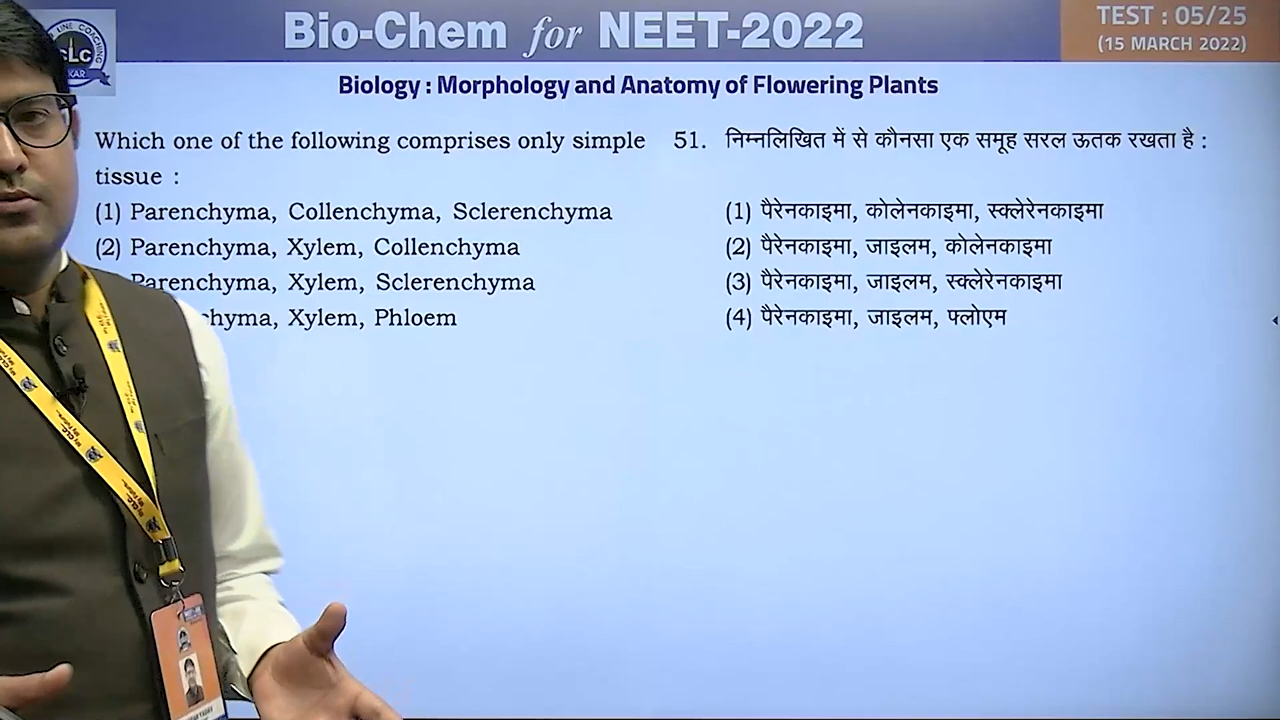 Bio-Chem for NEET-2022
TEST : 05/25
(15 MARCH 2022)
LINE COACHING
CLC
Biology : Morphology and Anatomy of Flowering Plants
Which one of the following comprises only simple
tissue :
(1) Parenchyma, Collenchyma, Sclerenchyma
(2) Parenchyma, Xylem, Collenchyma
Parenchyma, Xylem, Sclerenchyma
Xylem, Phloem
51. निम्नलिखित में से कौनसा एक समूह सरल ऊतक रखता है :
(1) पैरेनकाइमा, कोलेनकाइमा, स्क्लेरेनकाइमा
(2) पैरेनकाइमा, जाइलम, कोलेनकाइमा
(3) पैरेनकाइमा, जाइलम, स्क्लेरेनकाइमा
(4) पैरेनकाइमा, जाइलम, फ्लोएम